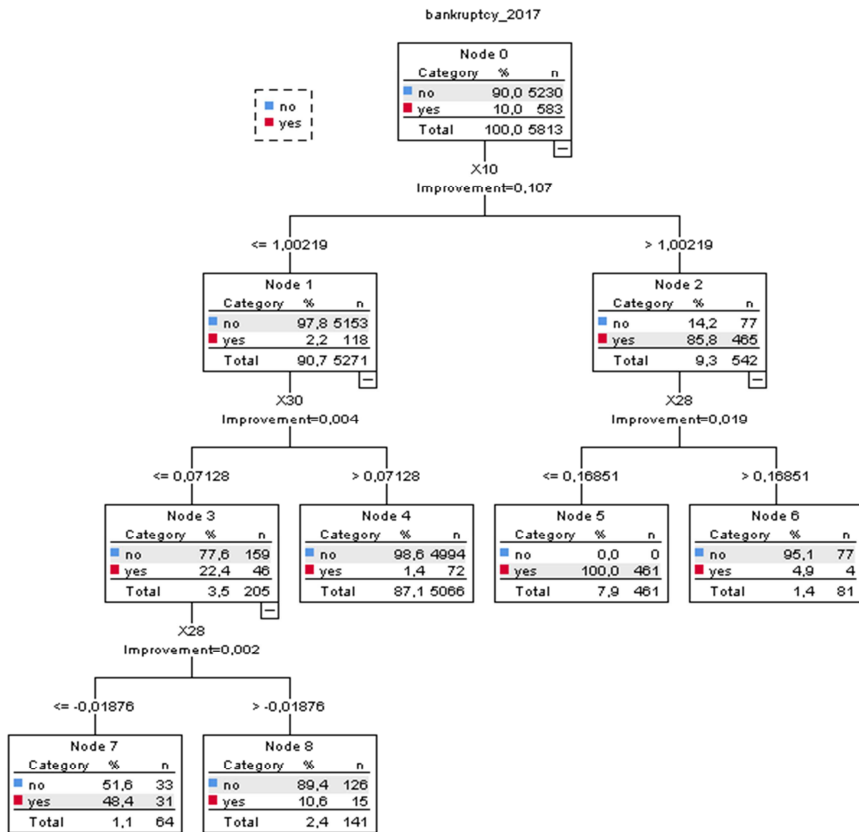 bankruptcy_2017
Node 0
Category % n
no 90,0 5230
yes 10,0 583
Total 100,0 5813
no
yes
X10
Improvement=0,107
<= 1,00219
> 1,00219
Node 1
Category % n
no 97,8 5153
yes 2,2 118
Total 90,7 5271
Node 2
Category % n
no 14,2 77
yes 85,8 465
Total 9,3 542
X30
Improvement=0,004
X28
Improvement=0,019
<= 0,07128
> 0,07128
<= 0,16851
> 0,16851
Node 3
Category % n
no 77,6 159
yes 22,4 46
Total 3,5 205
Node 4
Category % n
no 98,6 4994
yes 1,4 72
Total 87,1 5066
Node 5
Category % n
no 0,0 0
yes 100,0 461
Total 7,9 461
Node 6
Category % n
no 95,1 77
yes 4,9 4
Total 1,4 81
X28
Improvement=0,002
<= -0,01876
> -0,01876
Node 7
Category % n
no 51,6 33
yes 48,4 31
Total 1,1 64
Node 8
Category % n
no 89,4 126
yes 10,6 15
Total 2,4 141